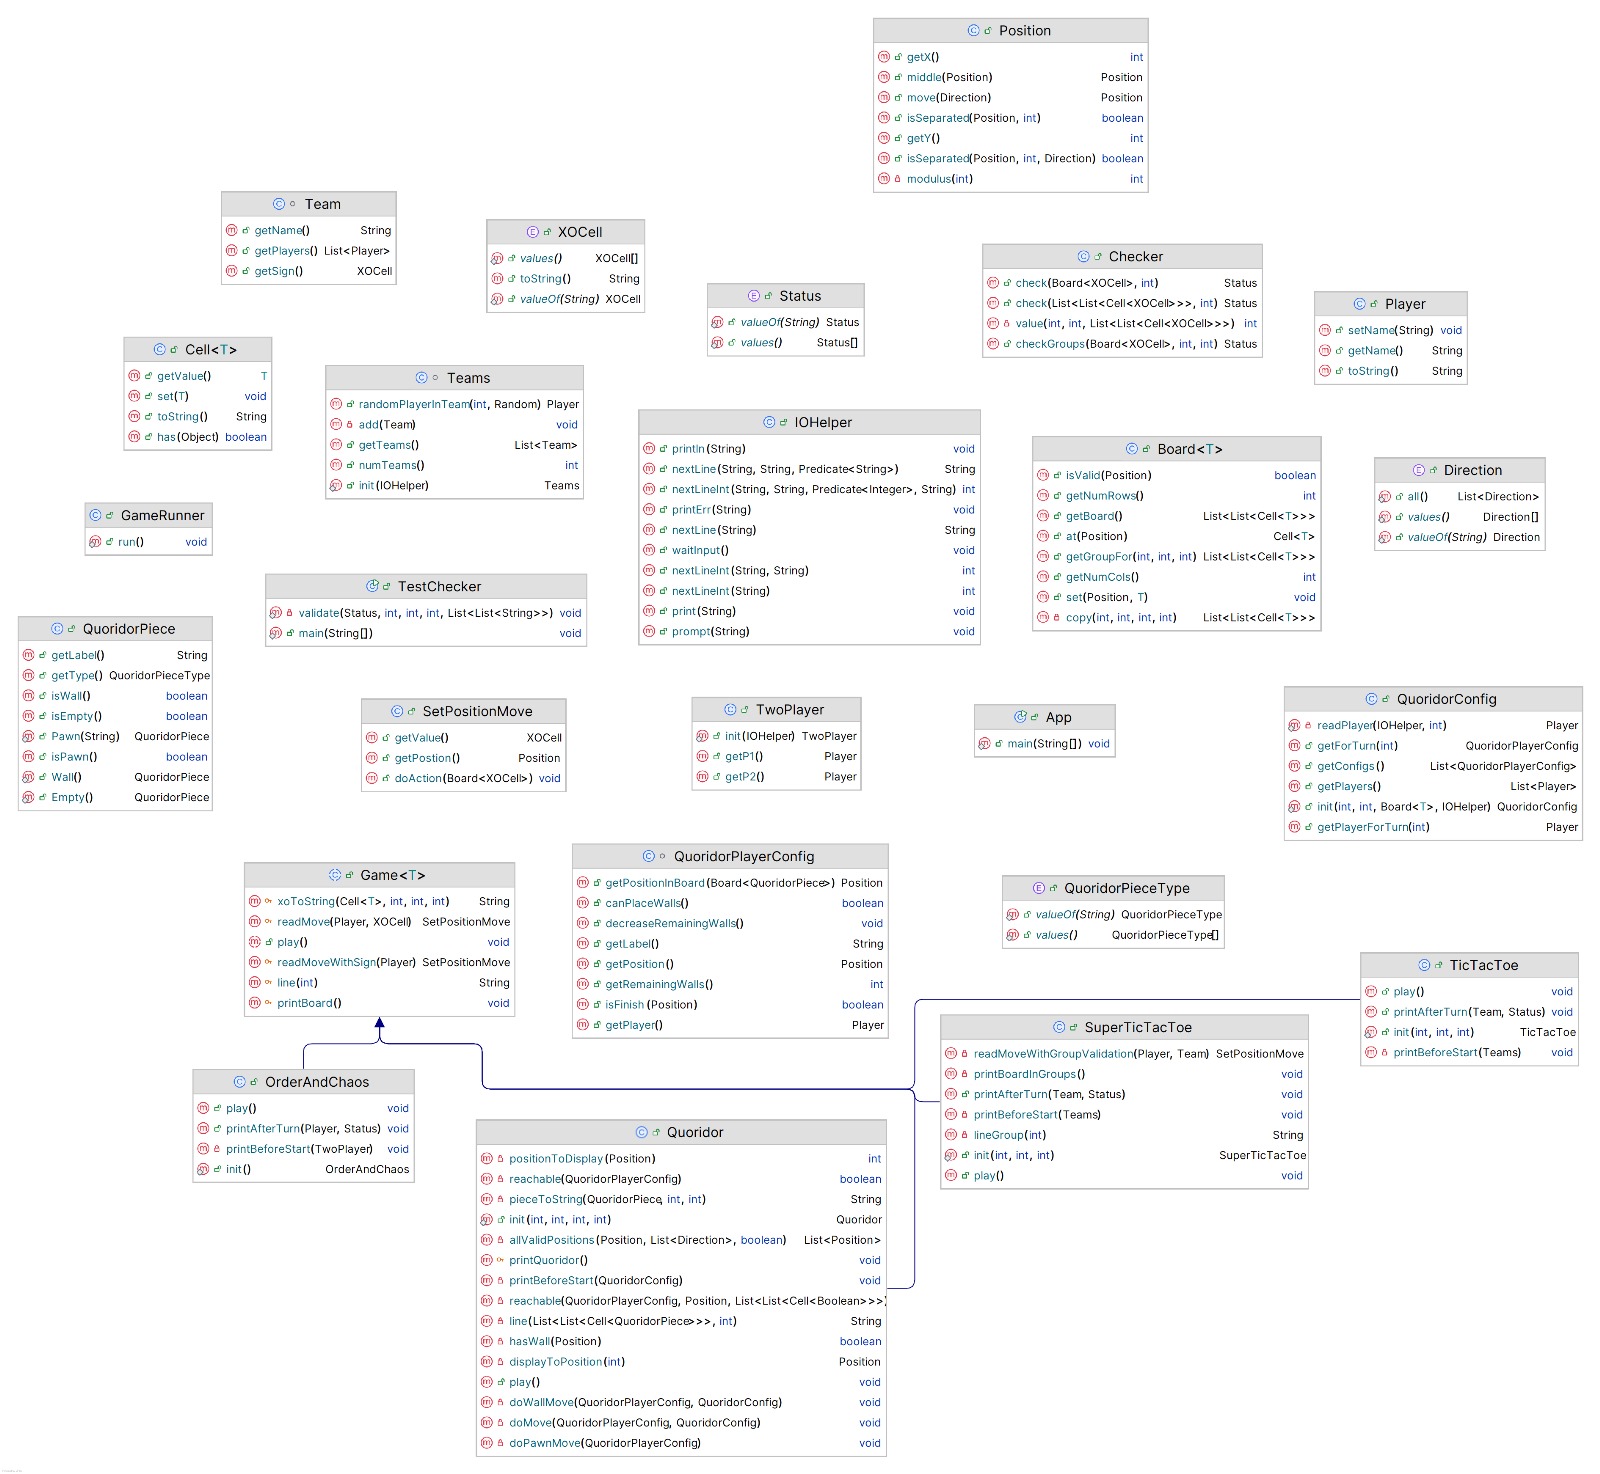 Position
getX() int
middle(Position) Position
move(Direction) Position
isSeparated(Position, int) boolean
getY() int
isSeparated(Position, int, Direction) boolean
modulus(int) int
Team
getName() String
getPlayers() List<Player>
getSign() XOCell
XOCell
values() XOCell[]
toString() String
valueOf(String) XOCell
Status
valueOf(String) Status
values() Status[]
Checker
check(Board<XOCell>, int) Status
check(List<List<Cell<XOCell>>>, int) Status
value(int, int, List<List<Cell<XOCell>>>) int
checkGroups(Board<XOCell>, int, int) Status
Player
setName(String) void
getName() String
toString() String
Cell<T>
getValue() T
set(T) void
toString() String
has(Object) boolean
Teams
randomPlayerInTeam(int, Random) Player
add(Team) void
getTeams() List<Team>
numTeams() int
init(IOHelper) Teams
IOHelper
println(String) void
nextLine(String, String, Predicate<String>) String
nextLineInt(String, String, Predicate<Integer>, String) int
printErr(String) void
nextLine(String) String
waitInput() void
nextLineInt(String, String) int
nextLineInt(String) int
print(String) void
prompt(String) void
Board<T>
isValid(Position) boolean
getNumRows() int
getBoard() List<List<Cell<T>>>
at(Position) Cell<T>
getGroupFor(int, int, int) List<List<Cell<T>>>
getNumCols() int
set(Position, T) void
copy(int, int, int, int) List<List<Cell<T>>>
Direction
all() List<Direction>
values() Direction[]
valueOf(String) Direction
GameRunner
run() void
TestChecker
validate(Status, int, int, int, List<List<String>>) void
main(String[]) void
QuoridorPiece
getLabel() String
getType() QuoridorPieceType
isWall() boolean
isEmpty() boolean
Pawn(String) QuoridorPiece
isPawn() boolean
Wall() QuoridorPiece
Empty() QuoridorPiece
SetPositionMove
getValue() XOCell
getPostion() Position
doAction(Board<XOCell>) void
TwoPlayer
init(IOHelper) TwoPlayer
getP1() Player
getP2() Player
App
main(String[]) void
QuoridorConfig
readPlayer(IOHelper, int) Player
getForTurn(int) QuoridorPlayerConfig
getConfigs() List<QuoridorPlayerConfig>
getPlayers() List<Player>
init(int, int, Board<T>, IOHelper) QuoridorConfig
getPlayerForTurn(int) Player
Game<T>
xoToString(Cell<T>, int, int, int) String
readMove(Player, XOCell) SetPositionMove
play() void
readMoveWithSign(Player) SetPositionMove
line(int) String
printBoard() void
QuoridorPlayerConfig
getPositionInBoard(Board<QuoridorPiece>) Position
canPlaceWalls() boolean
decreaseRemainingWalls() void
getLabel() String
getPosition() Position
getRemainingWalls() int
isFinish(Position) boolean
getPlayer() Player
QuoridorPieceType
valueOf(String) QuoridorPieceType
values() QuoridorPieceType[]
TicTacToe
play() void
printAfterTurn(Team, Status) void
init(int, int, int) TicTacToe
printBeforeStart(Teams) void
SuperTicTacToe
readMoveWithGroupValidation(Player, Team) SetPositionMove
printBoardInGroups() void
printAfterTurn(Team, Status) void
printBeforeStart(Teams) void
lineGroup(int) String
init(int, int, int) SuperTicTacToe
play() void
OrderAndChaos
play() void
printAfterTurn(Player, Status) void
printBeforeStart(TwoPlayer) void
init() OrderAndChaos
Quoridor
positionToDisplay(Position) int
reachable(QuoridorPlayerConfig) boolean
pieceToString(QuoridorPiece, int, int) String
init(int, int, int, int) Quoridor
allValidPositions(Position, List<Direction>, boolean) List<Position>
printQuoridor() void
printBeforeStart(QuoridorConfig) void
reachable(QuoridorPlayerConfig, Position, List<List<Cell<Boolean>>>)
line(List<List<Cell<QuoridorPiece>>>, int) String
hasWall(Position) boolean
displayToPosition(int) Position
play() void
doWallMove(QuoridorPlayerConfig, QuoridorConfig) void
doMove(QuoridorPlayerConfig, QuoridorConfig) void
doPawnMove(QuoridorPlayerConfig) void